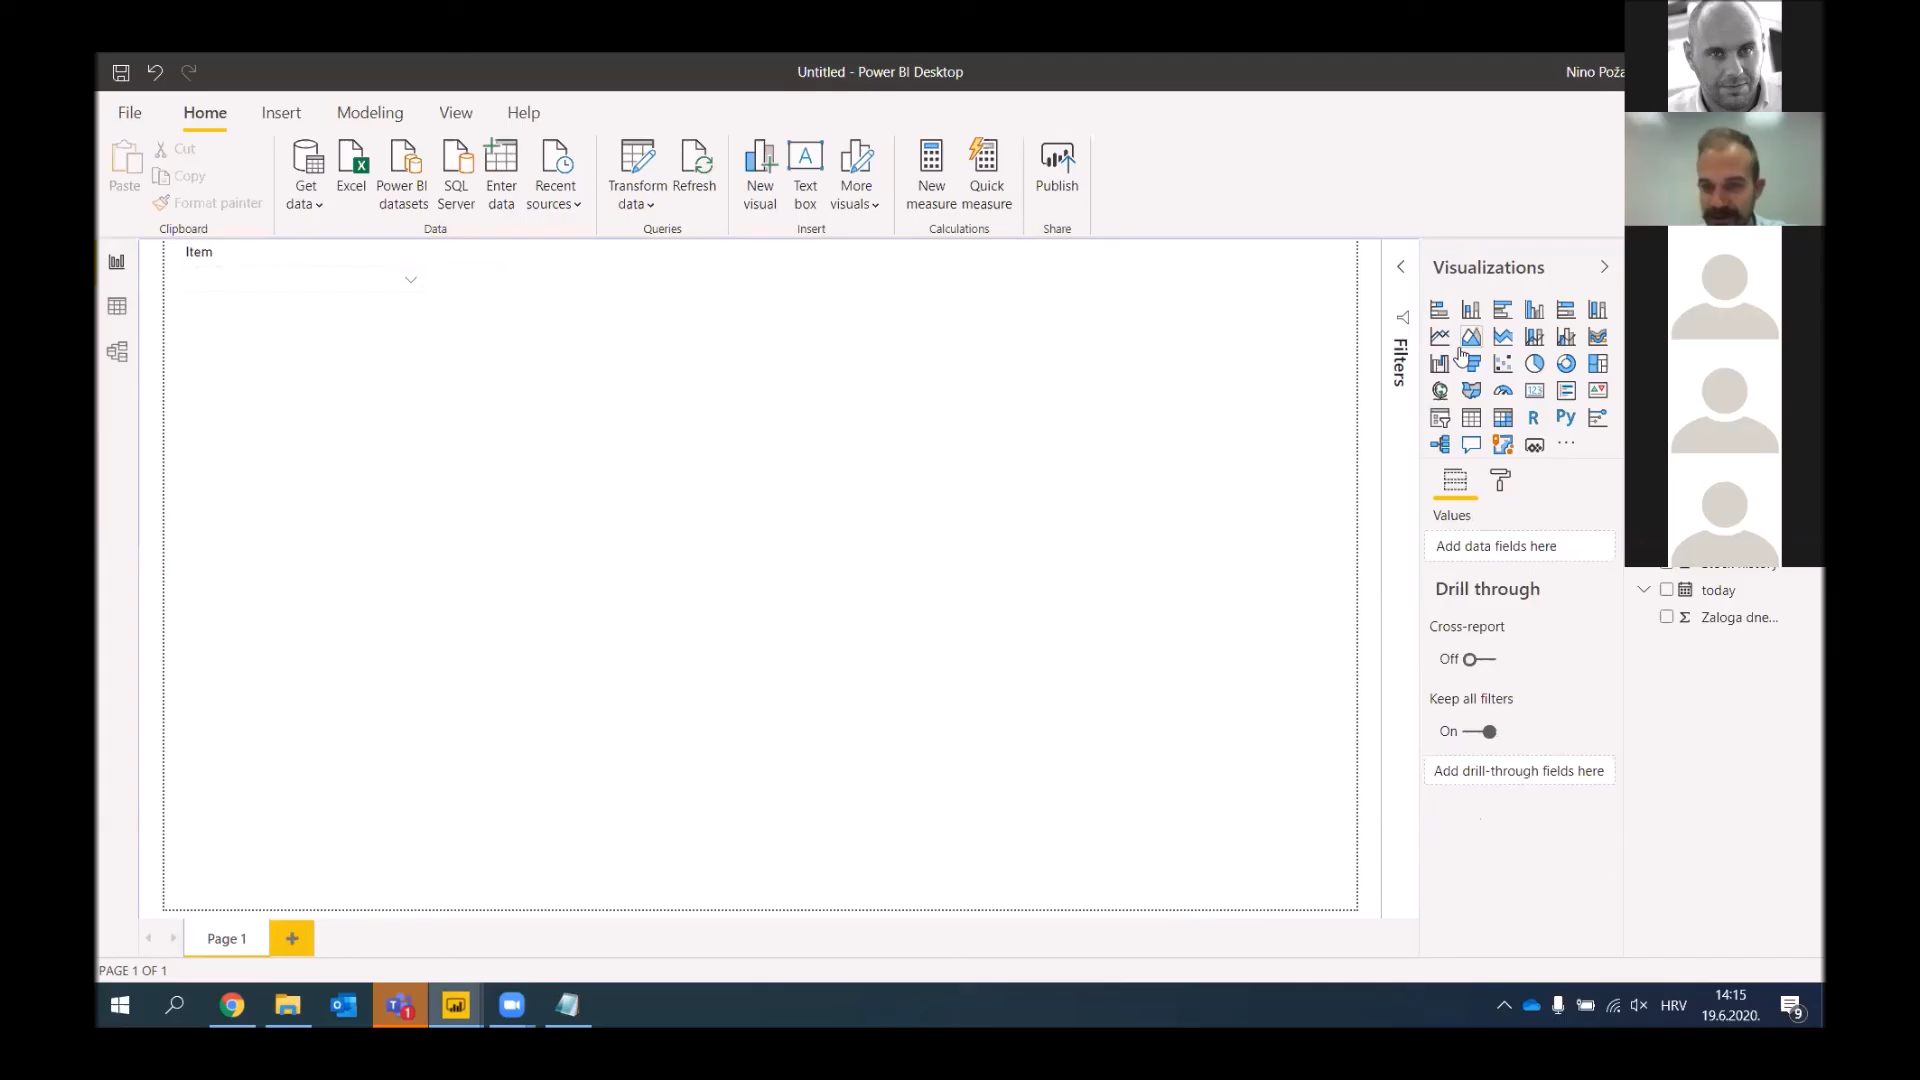 Untitled - Power BI Desktop
Nino Poža
File
Home
Insert
Modeling
View
Help
Paste
Cut
Copy
Format painter
Get data
Excel
Power BI datasets
SQL Server
Enter data
Recent sources
Transform data
Refresh
New visual
Text box
More visuals
New measure
Quick measure
Publish
Clipboard
Data
Queries
Insert
Calculations
Share
Item
Filters
Visualizations
123
R
Py
Values
Add data fields here
Drill through
Cross-report
Off
Keep all filters
On
Add drill-through fields here
today
Zaloga dne...
Page 1
PAGE 1 OF 1
1
HRV
14:15
19.6.2020.
9